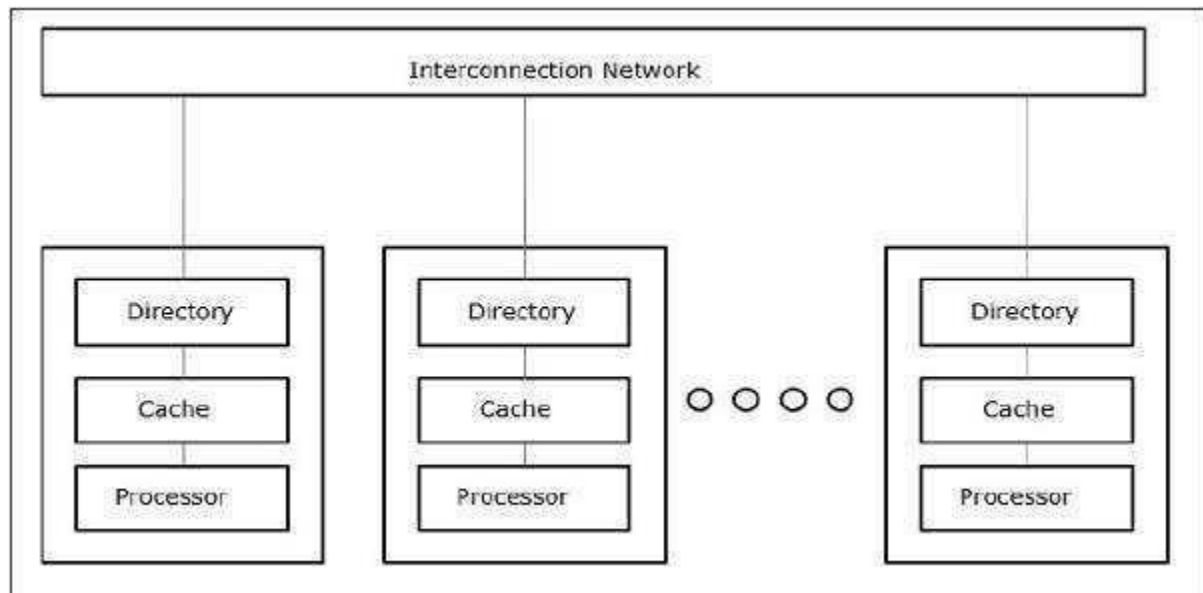 Interconnection Network
Directory
Cache
Processor
Directory
Cache
Processor
Directory
Cache
Processor